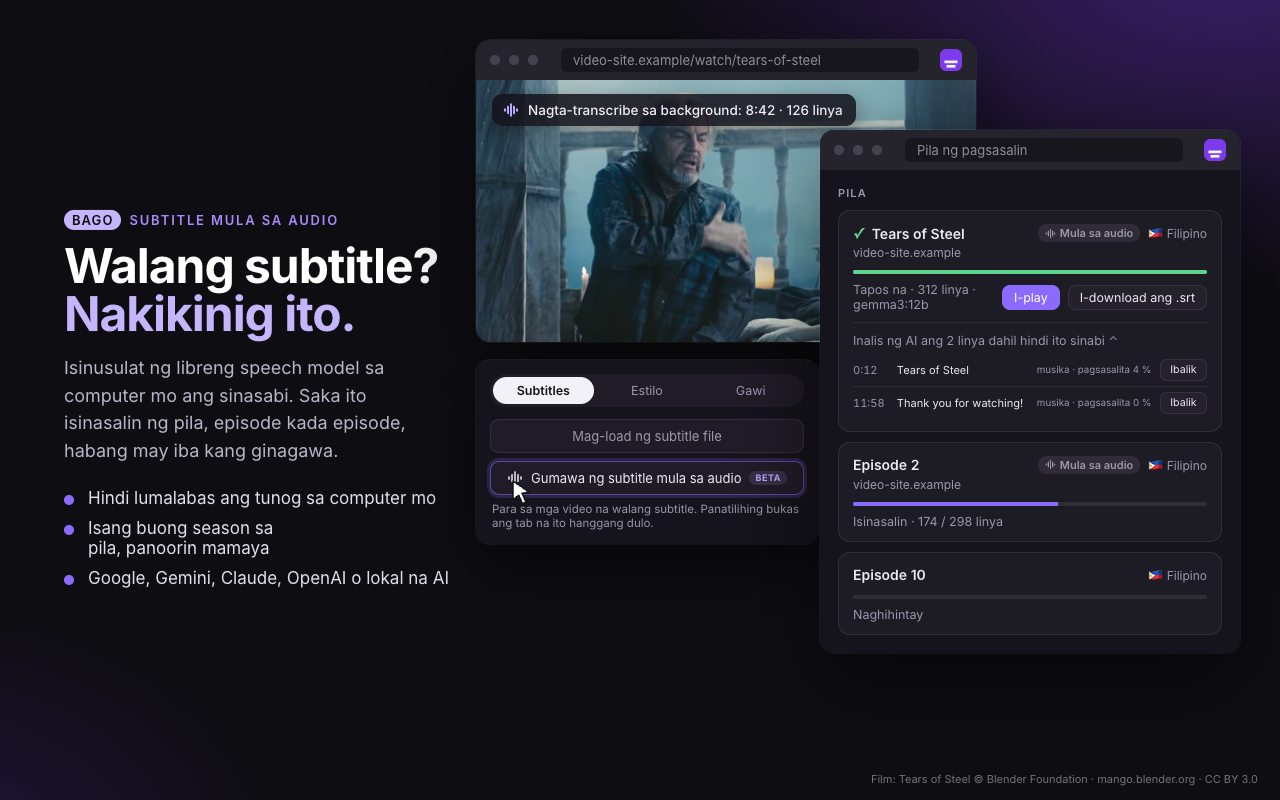 BAGO SUBTITLE MULA SA AUDIO
Walang subtitle?
Nakikinig ito.
Isinusulat ng libreng speech model sa
computer mo ang sinasabi. Saka ito
isinasalin ng pila, episode kada episode,
habang may iba kang ginagawa.
Hindi lumalabas ang tunog sa computer mo
Isang buong season sa
pila, panoorin mamaya
Google, Gemini, Claude, OpenAI o lokal na AI
video-site.example/watch/tears-of-steel
Nagta-transcribe sa background: 8:42 · 126 linya
Subtitles Estilo Gawi
Mag-load ng subtitle file
Gumawa ng subtitle mula sa audio BETA
Para sa mga video na walang subtitle. Panatilihing bukas
ang tab na ito hanggang dulo.
Pila ng pagsasalin
PILA
✓ Tears of Steel Mula sa audio 🇵🇭 Filipino
video-site.example
Tapos na · 312 linya ·
gemma3:12b
I-play I-download ang .srt
Inalis ng AI ang 2 linya dahil hindi ito sinabi ^
0:12 Tears of Steel musika · pagsasalita 4 % Ibalik
11:58 Thank you for watching! musika · pagsasalita 0 % Ibalik
Episode 2 Mula sa audio 🇵🇭 Filipino
video-site.example
Isinasalin · 174 / 298 linya
Episode 10 🇵🇭 Filipino
Naghihintay
Film: Tears of Steel © Blender Foundation · mango.blender.org · CC BY 3.0